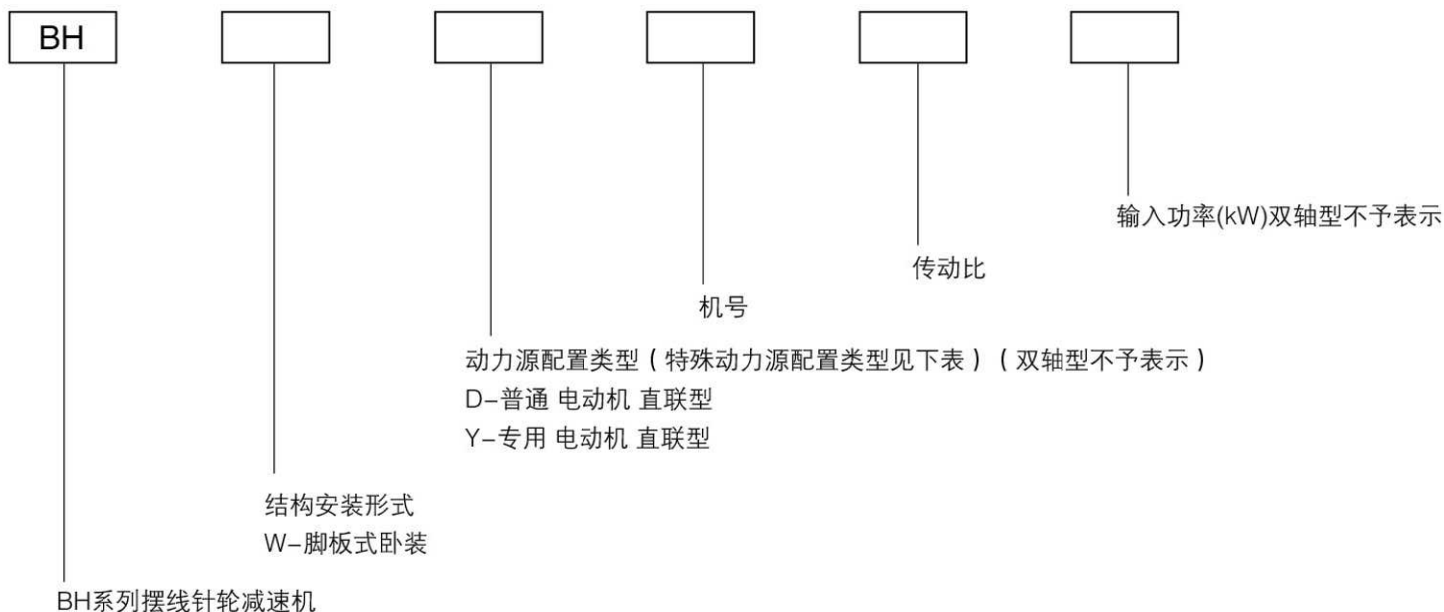 BH
输入功率(kW)双轴型不予表示
传动比
机号
动力源配置类型(特殊动力源配置类型见下表)(双轴型不予表示)
D-普通 电动机 直联型
Y-专用 电动机 直联型
结构安装形式
W-脚板式卧装
BH系列摆线针轮减速机